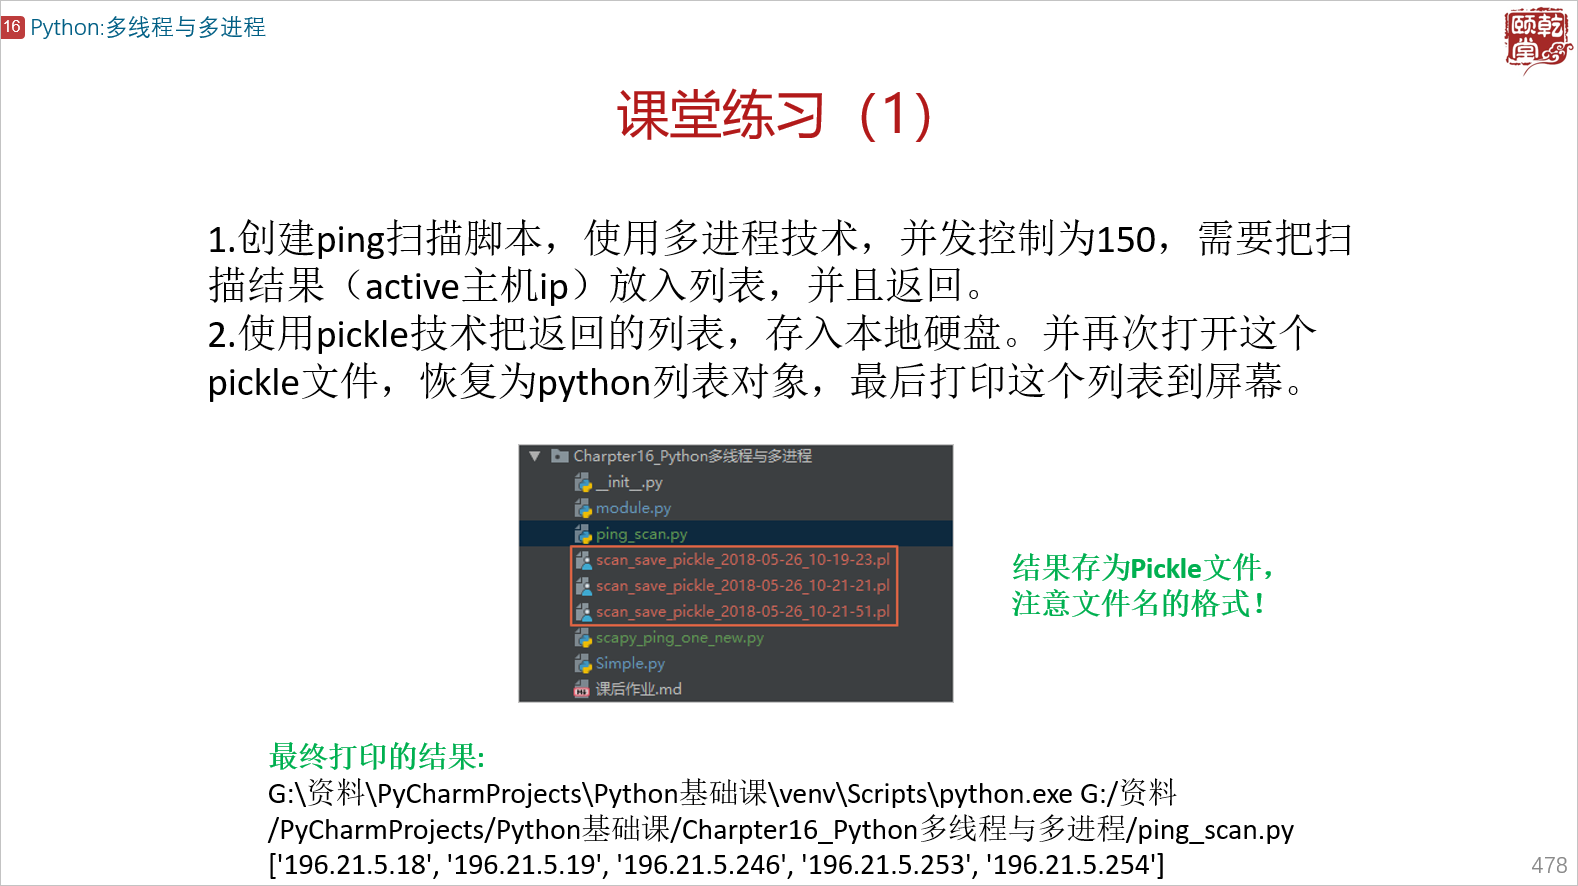 16 Python:多线程与多进程
颐乾堂
课堂练习（1）
1.创建ping扫描脚本，使用多进程技术，并发控制为150，需要把扫
描结果（active主机ip）放入列表，并且返回。
2.使用pickle技术把返回的列表，存入本地硬盘。并再次打开这个
pickle文件，恢复为python列表对象，最后打印这个列表到屏幕。
Charpter16_Python多线程与多进程
__init__.py
module.py
ping_scan.py
scan_save_pickle_2018-05-26_10-19-23.pl
scan_save_pickle_2018-05-26_10-21-21.pl
scan_save_pickle_2018-05-26_10-21-51.pl
scapy_ping_one_new.py
Simple.py
课后作业.md
结果存为Pickle文件，
注意文件名的格式！
最终打印的结果:
G:\资料\PyCharmProjects\Python基础课\venv\Scripts\python.exe G:/资料
/PyCharmProjects/Python基础课/Charpter16_Python多线程与多进程/ping_scan.py
['196.21.5.18', '196.21.5.19', '196.21.5.246', '196.21.5.253', '196.21.5.254']
478